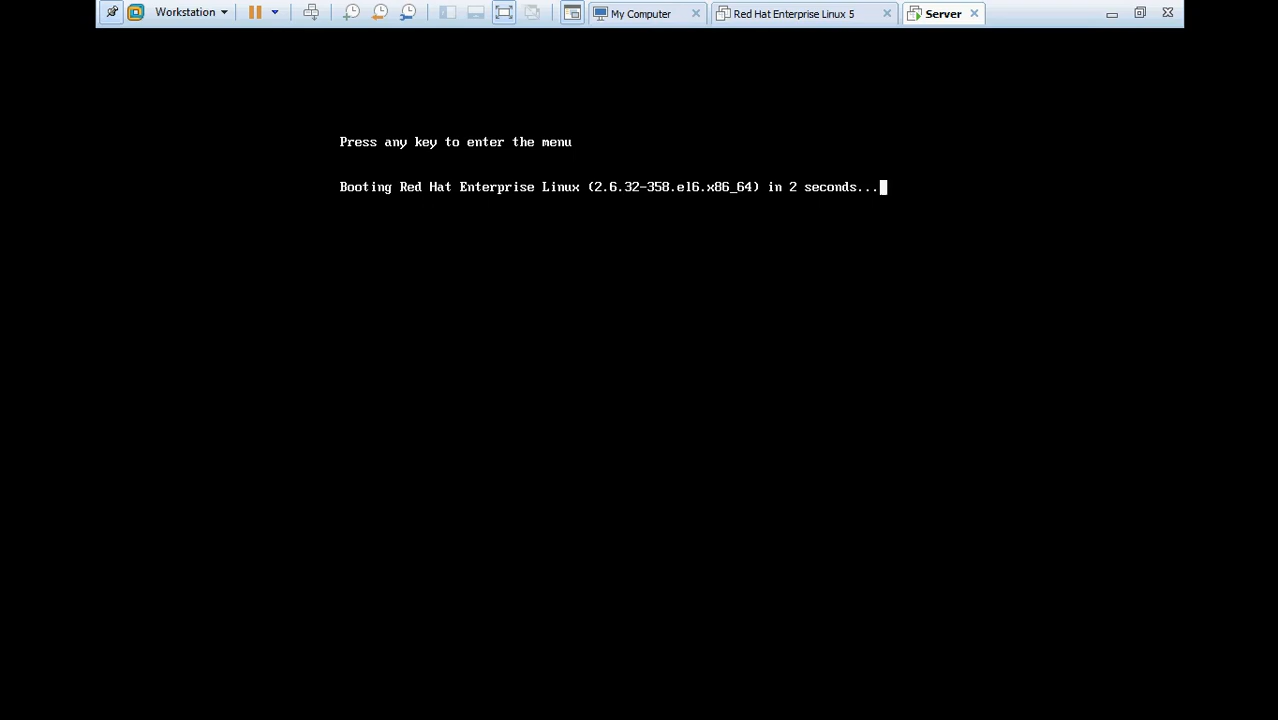 Workstation My Computer Red Hat Enterprise Linux 5 Server
Press any key to enter the menu
Booting Red Hat Enterprise Linux (2.6.32-358.el6.x86_64) in 2 seconds...